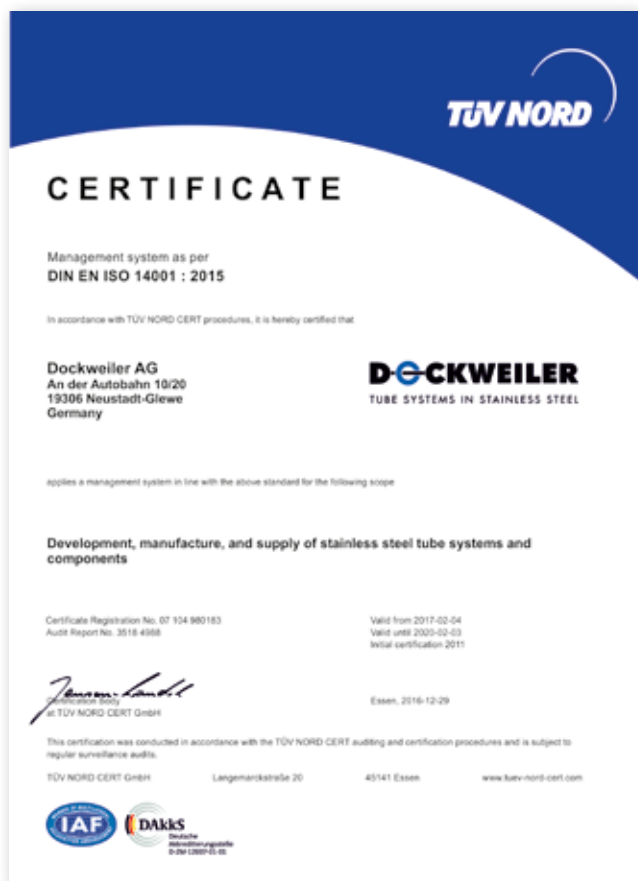 TÜV NORD
CERTIFICATE
Management system as per
DIN EN ISO 14001 : 2015
In accordance with TÜV NORD CERT procedures, it is hereby certified that
Dockweiler AG
An der Autobahn 10/20
19306 Neustadt-Glewe
Germany
DOCKWEILER
TUBE SYSTEMS IN STAINLESS STEEL
applies a management system in line with the above standard for the following scope
Development, manufacture, and supply of stainless steel tube systems and
components
Certificate Registration No. 07 104 980183
Audit Report No. 3518 4988
Valid from 2017-02-04
Valid until 2020-02-03
Initial certification 2011
Certification Body
at TÜV NORD CERT GmbH
Essen, 2016-12-29
This certification was conducted in accordance with the TÜV NORD CERT auditing and certification procedures and is subject to
regular surveillance audits.
TÜV NORD CERT GmbH Langemarckstraße 20 45141 Essen www.tuev-nord-cert.com
IAF
DAkkS
Deutsche
Akkreditierungsstelle